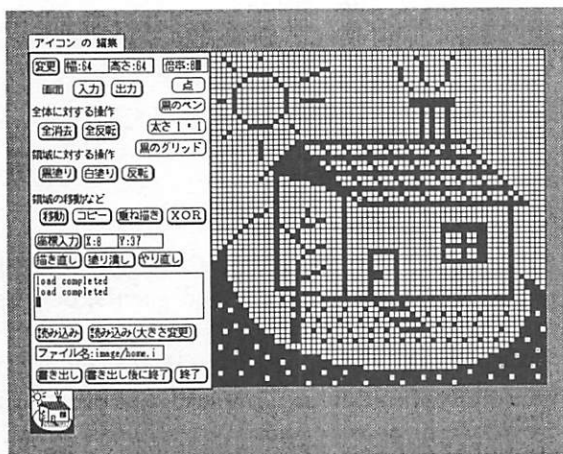 アイコン の 編集
変更 幅:64 高さ:64 倍率:8
画面 入力 出力 点
黒のペン
全体に対する操作
全消去 全反転 太さ 1 * 1
黒のグリッド
領域に対する操作
黒塗り 白塗り 反転
領域の移動など
移動 コピー 重ね描き XOR
座標入力 X:8 Y:37
描き直し 塗り潰し やり直し
load completed
load completed
読み込み 読み込み(大きさ変更)
ファイル名:image/home.i
書き出し 書き出し後に終了 終了